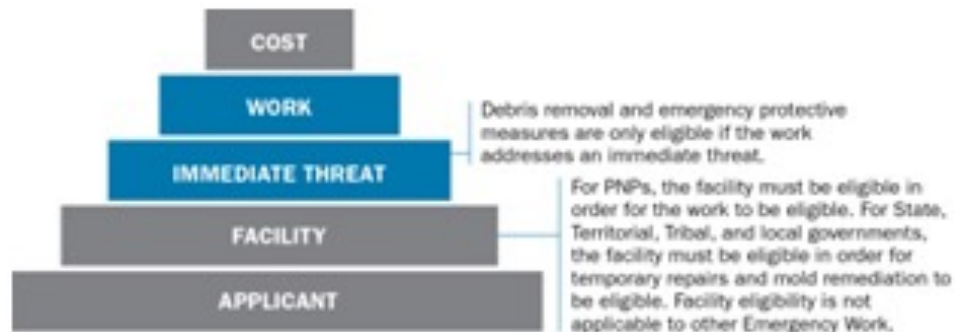 COST
WORK
Debris removal and emergency protective
measures are only eligible if the work
addresses an immediate threat.
IMMEDIATE THREAT
For PNPs, the facility must be eligible in
order for the work to be eligible. For State,
Territorial, Tribal, and local governments,
the facility must be eligible in order for
temporary repairs and mold remediation to
be eligible. Facility eligibility is not
applicable to other Emergency Work.
FACILITY
APPLICANT